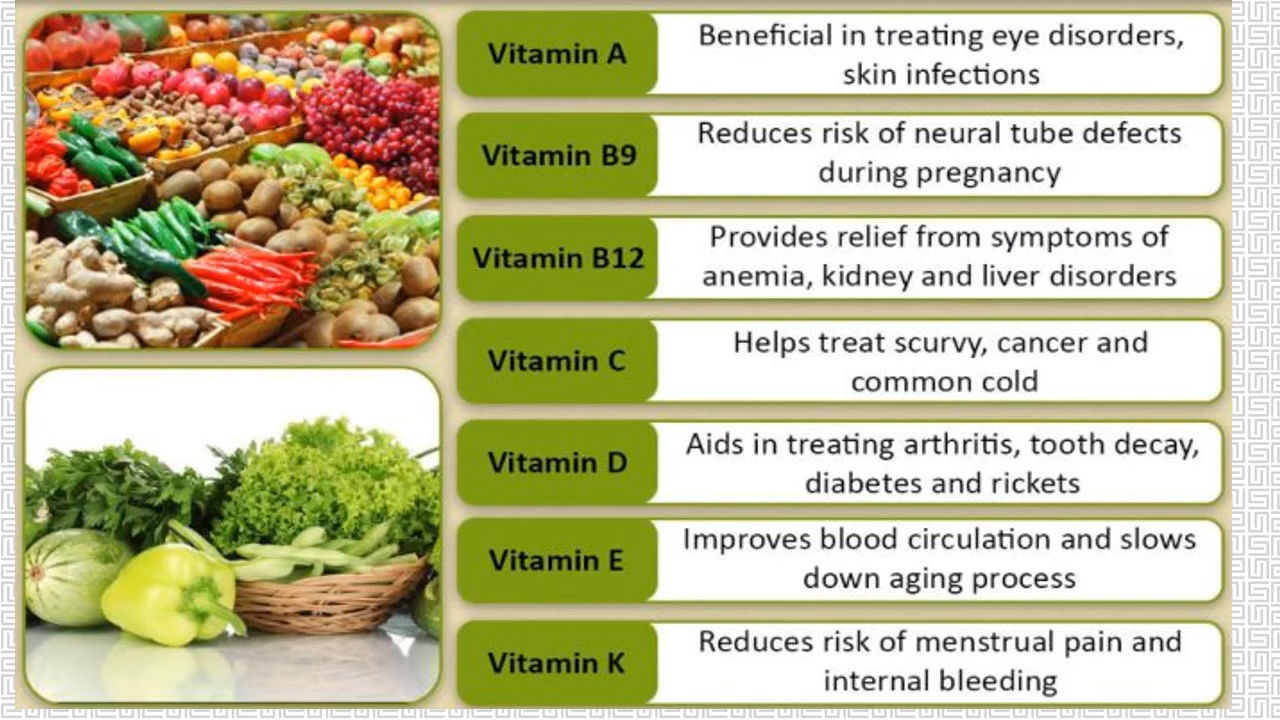 Vitamin A
Beneficial in treating eye disorders,
skin infections
Vitamin B9
Reduces risk of neural tube defects
during pregnancy
Vitamin B12
Provides relief from symptoms of
anemia, kidney and liver disorders
Vitamin C
Helps treat scurvy, cancer and
common cold
Vitamin D
Aids in treating arthritis, tooth decay,
diabetes and rickets
Vitamin E
Improves blood circulation and slows
down aging process
Vitamin K
Reduces risk of menstrual pain and
internal bleeding